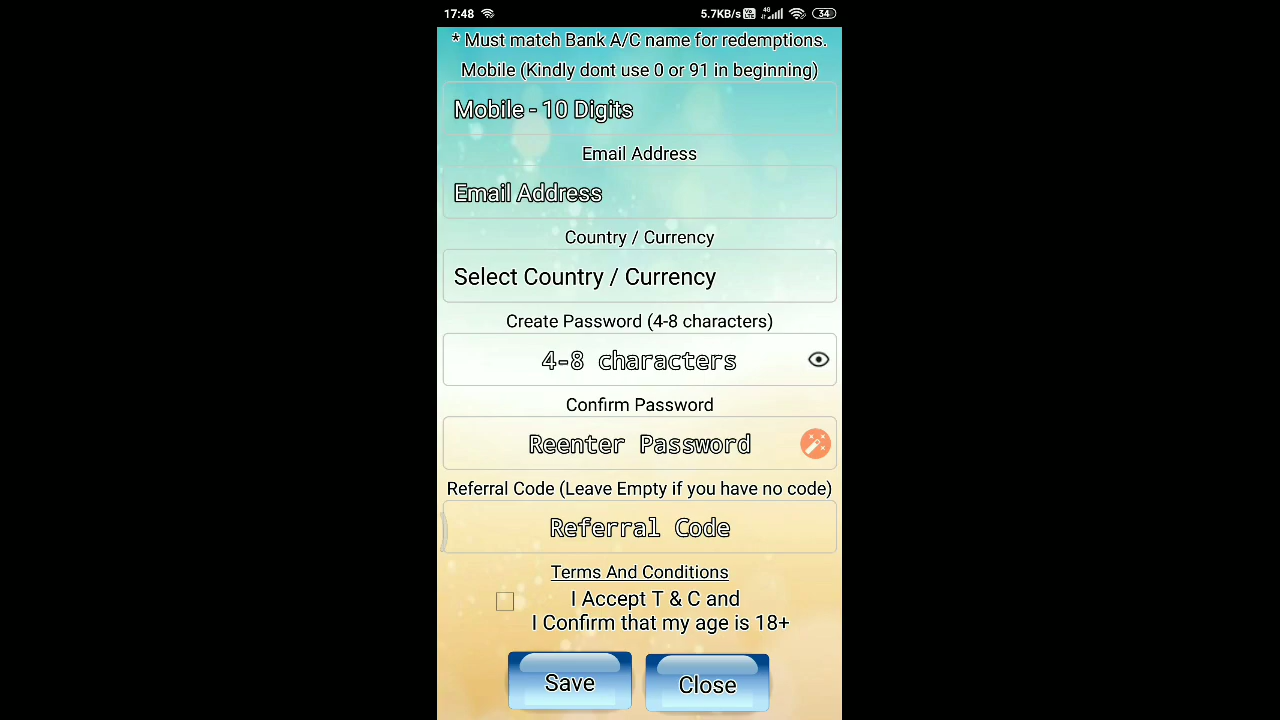 17:48 5.7KB/s Vo LTE 4G 34
* Must match Bank A/C name for redemptions.
Mobile (Kindly dont use 0 or 91 in beginning)
Mobile - 10 Digits
Email Address
Email Address
Country / Currency
Select Country / Currency
Create Password (4-8 characters)
4-8 characters
Confirm Password
Reenter Password
Referral Code (Leave Empty if you have no code)
Referral Code
Terms And Conditions
I Accept T & C and
I Confirm that my age is 18+
Save Close